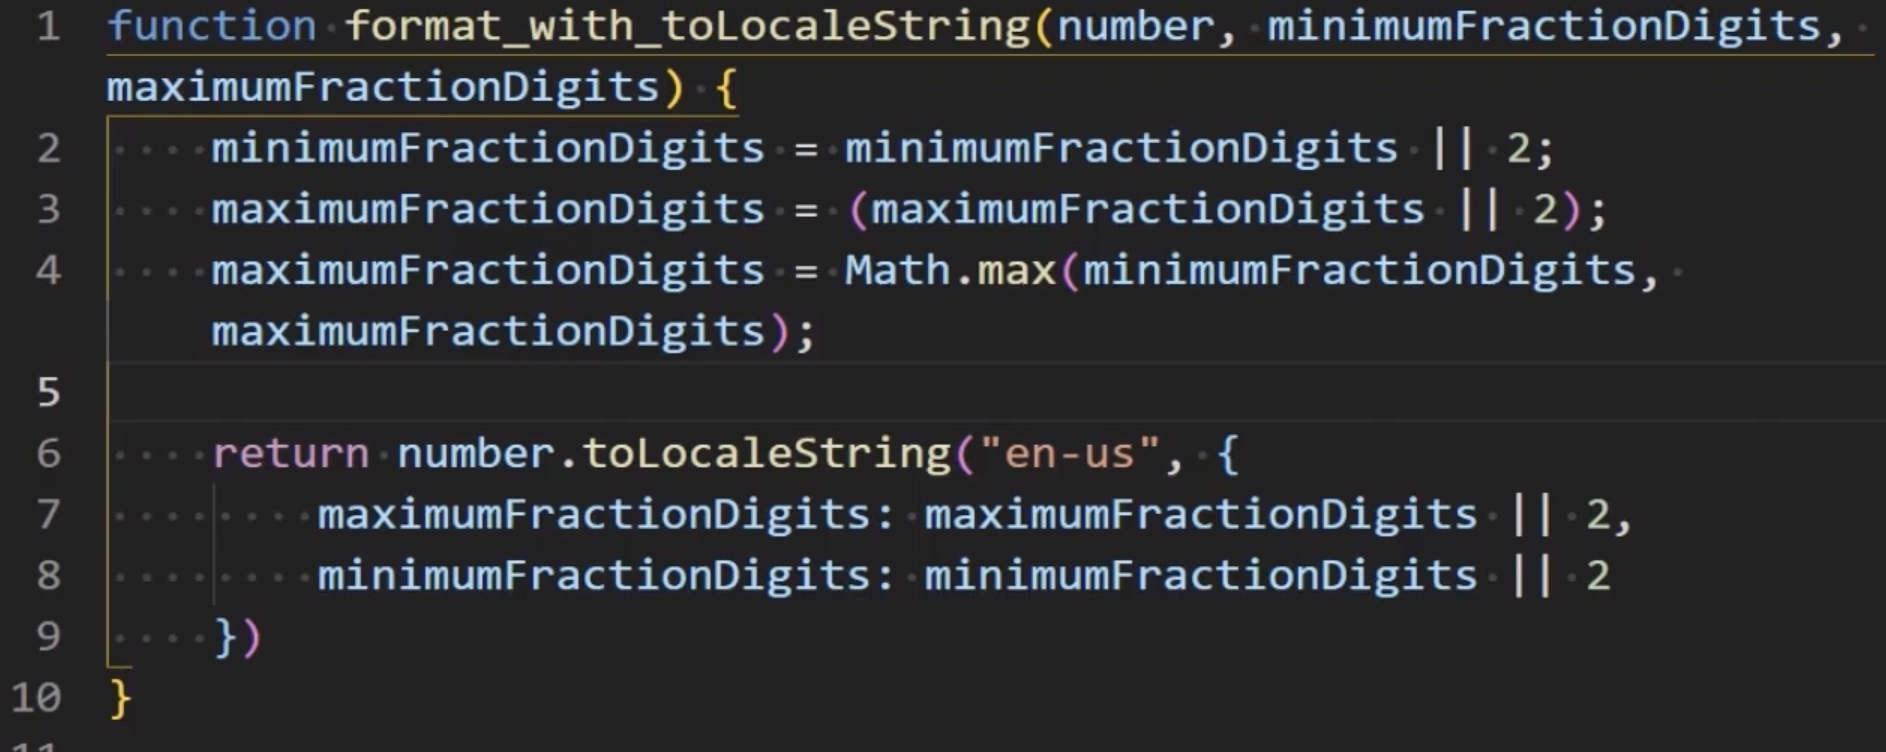 1 function format_with_toLocaleString(number, minimumFractionDigits,
maximumFractionDigits) {
2 minimumFractionDigits = minimumFractionDigits || 2;
3 maximumFractionDigits = (maximumFractionDigits || 2);
4 maximumFractionDigits = Math.max(minimumFractionDigits,
maximumFractionDigits);
5
6 return number.toLocaleString("en-us", {
7 maximumFractionDigits: maximumFractionDigits || 2,
8 minimumFractionDigits: minimumFractionDigits || 2
9 })
10 }
11